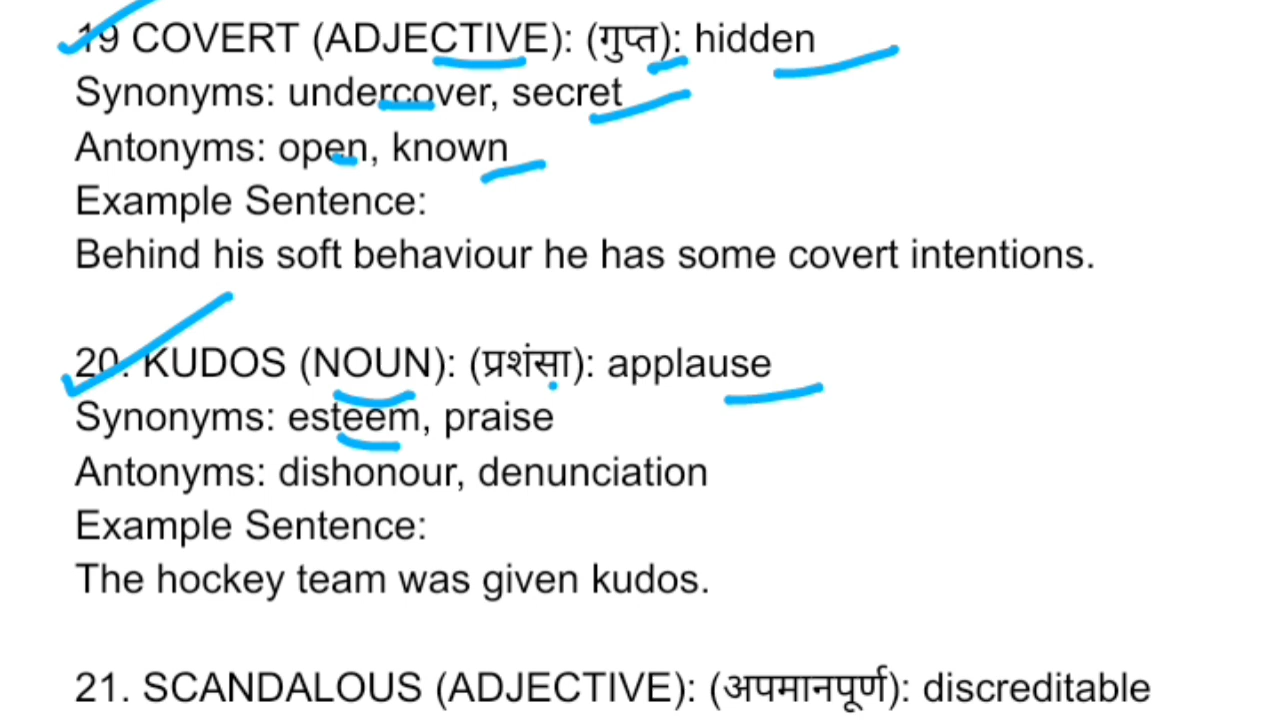 19 COVERT (ADJECTIVE): (गुप्त): hidden
Synonyms: undercover, secret
Antonyms: open, known
Example Sentence:
Behind his soft behaviour he has some covert intentions.
20. KUDOS (NOUN): (प्रशंसा): applause
Synonyms: esteem, praise
Antonyms: dishonour, denunciation
Example Sentence:
The hockey team was given kudos.
21. SCANDALOUS (ADJECTIVE): (अपमानपूर्ण): discreditable